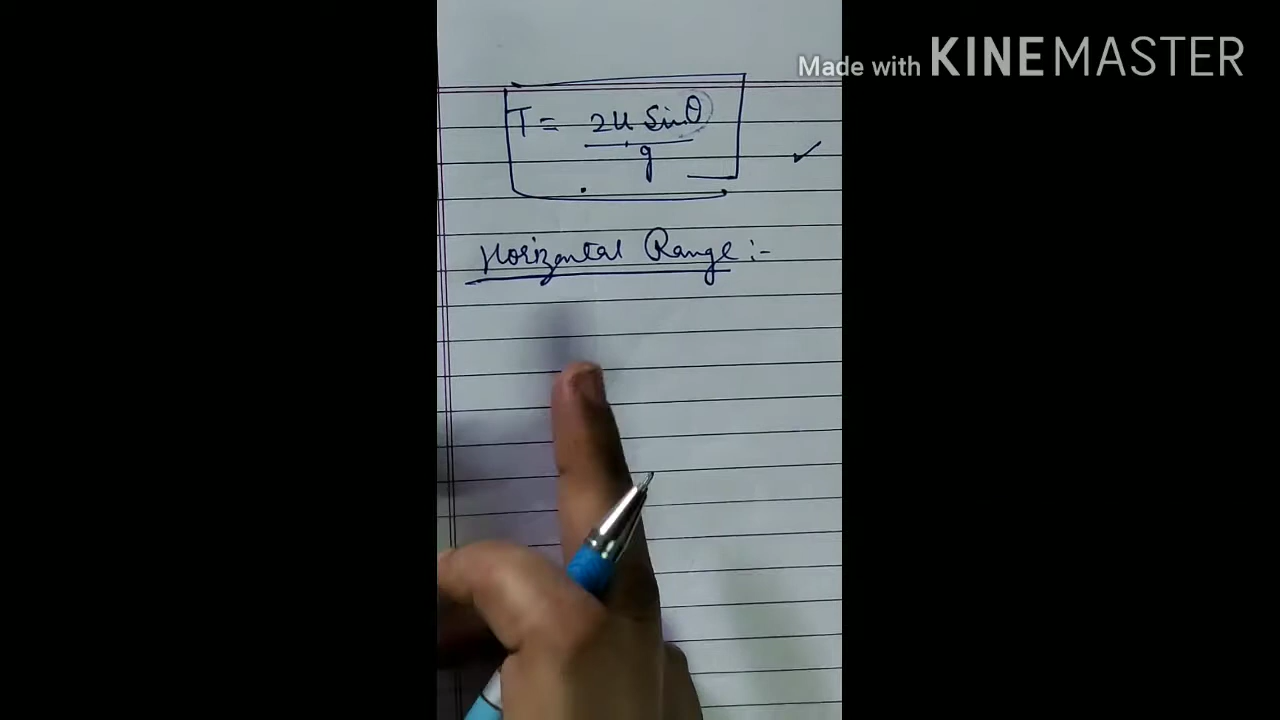 Made with KINEMASTER
T = 2u Sinθ
g
Horizontal Range :-